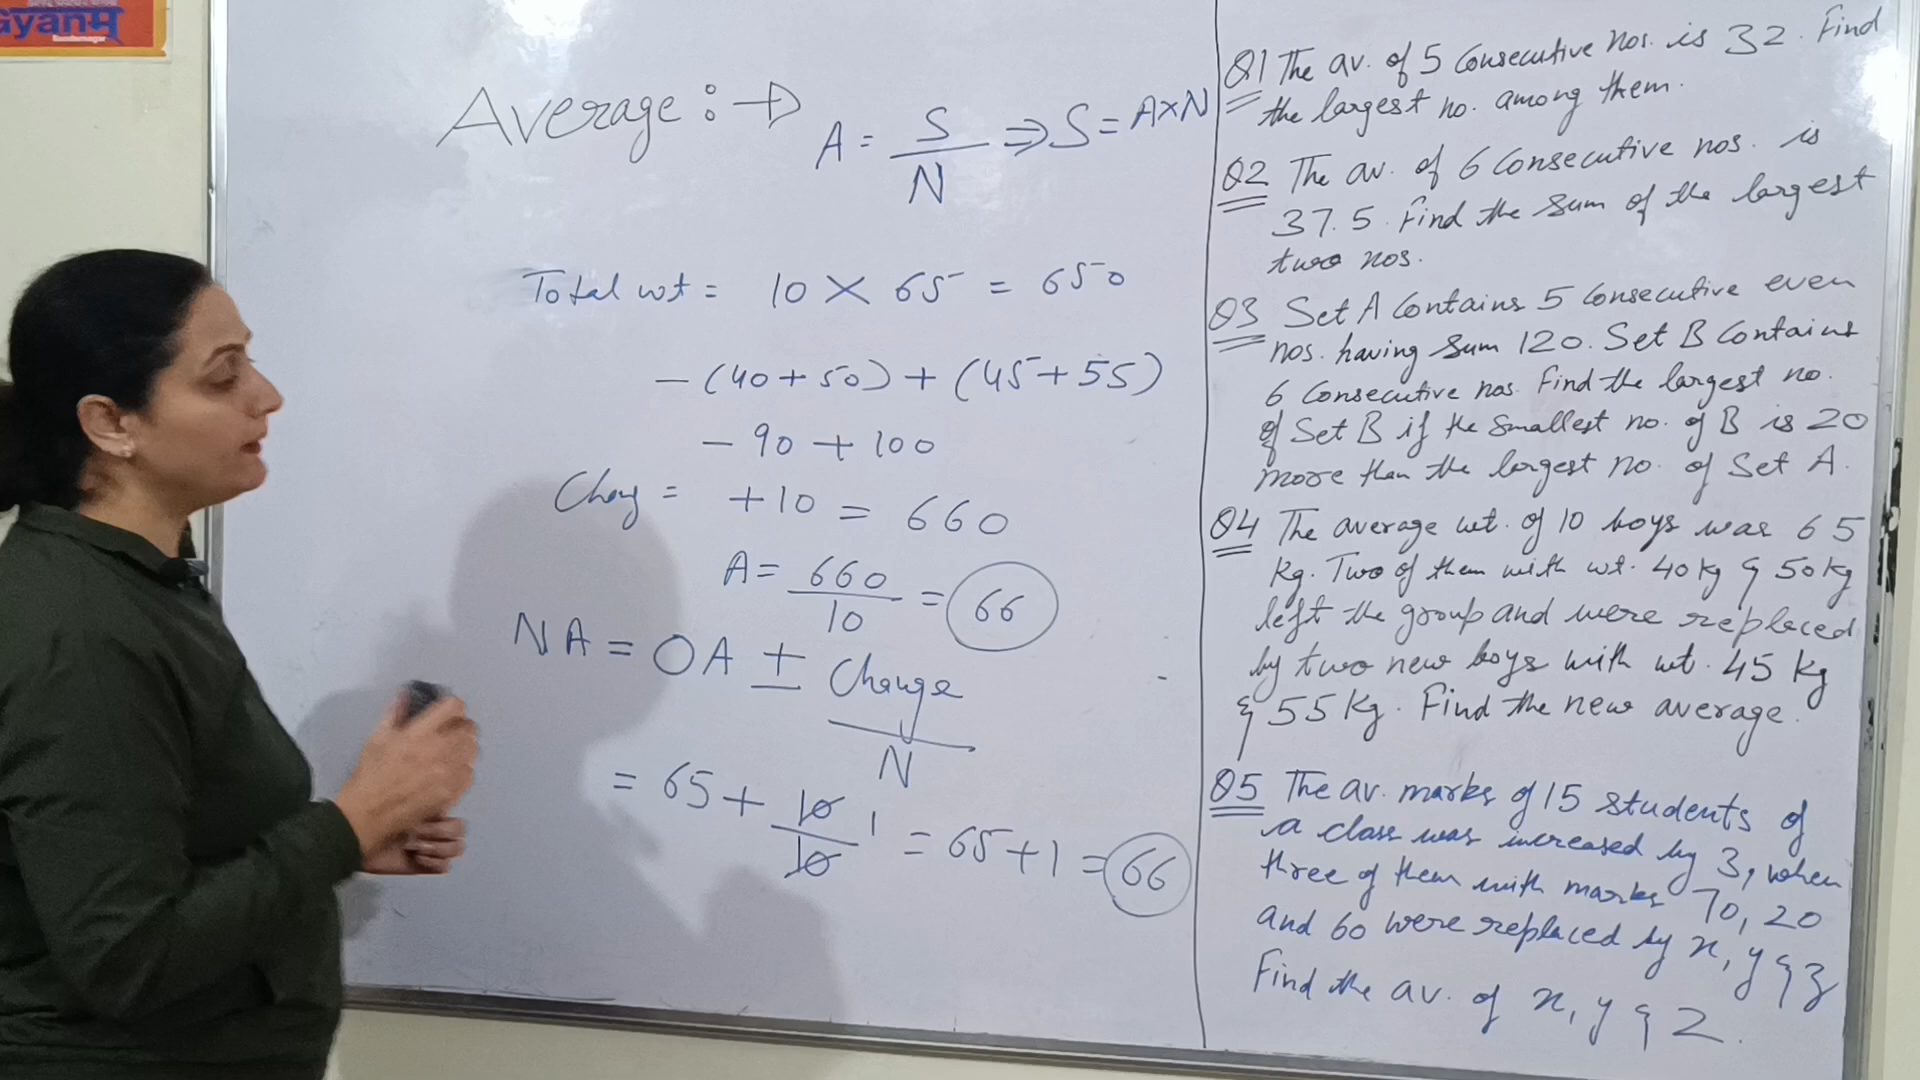 Gyanम्
Average :→
A = S/N ⇒ S = A×N
Total wt = 10 × 65 = 650
- (40+50) + (45+55)
- 90 + 100
Chang = +10 = 660
A = 660/10 = 66
NA = OA ± Change/N
= 65 + 10/10 1 = 65+1 = 66
Q1 The av. of 5 Consecutive nos. is 32. Find
the largest no. among them.
Q2 The av. of 6 Consecutive nos. is
37.5. Find the sum of the largest
two nos.
Q3 Set A Contains 5 Consecutive even
nos. having sum 120. Set B Contains
6 Consecutive nos. Find the largest no.
of Set B if the smallest no. of B is 20
more than the largest no. of Set A.
Q4 The average wt. of 10 boys was 65
kg. Two of them with wt. 40 kg & 50 kg
left the group and were replaced
by two new boys with wt. 45 kg
& 55 kg. Find the new average.
Q5 The av. marks of 15 students of
a class was increased by 3, when
three of them with marks 70, 20
and 60 were replaced by x, y & z
Find the av. of x, y & z.